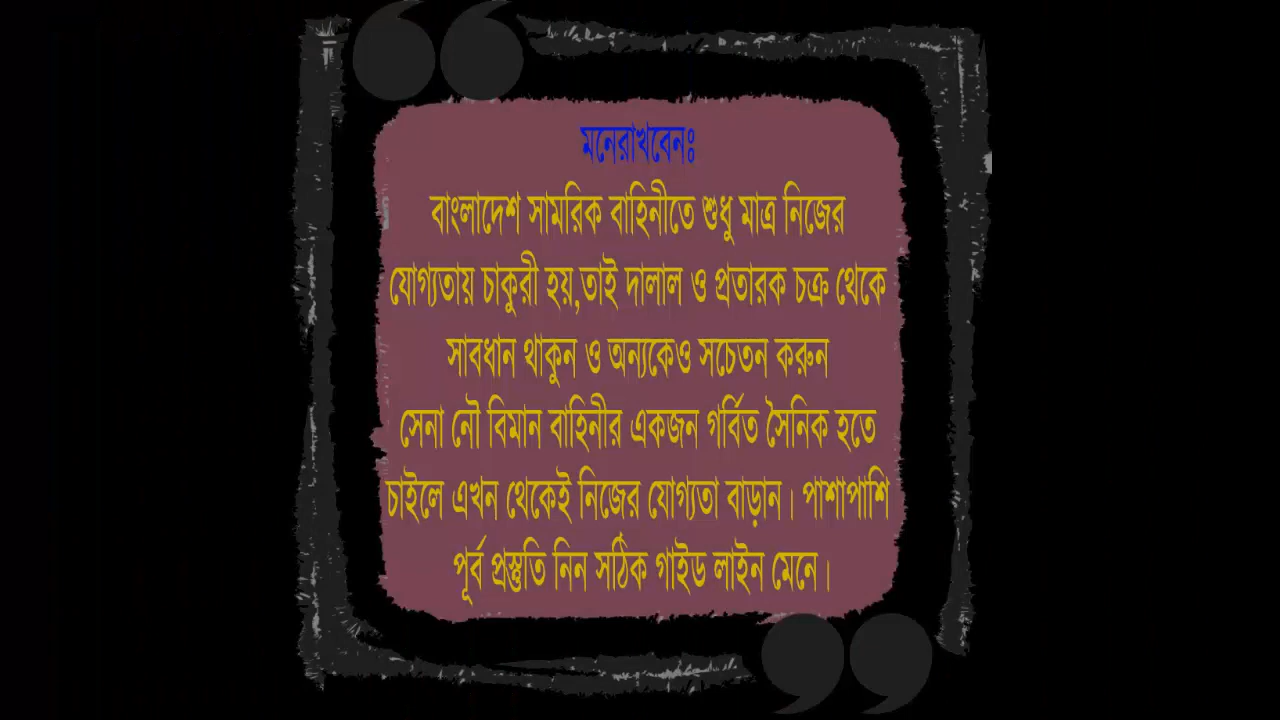 মনেরাখবেনঃ
বাংলাদেশ সামরিক বাহিনীতে শুধু মাত্র নিজের
যোগ্যতায় চাকুরী হয়,তাই দালাল ও প্রতারক চক্র থেকে
সাবধান থাকুন ও অন্যকেও সচেতন করুন
সেনা নৌ বিমান বাহিনীর একজন গর্বিত সৈনিক হতে
চাইলে এখন থেকেই নিজের যোগ্যতা বাড়ান। পাশাপাশি
পূর্ব প্রস্তুতি নিন সঠিক গাইড লাইন মেনে।